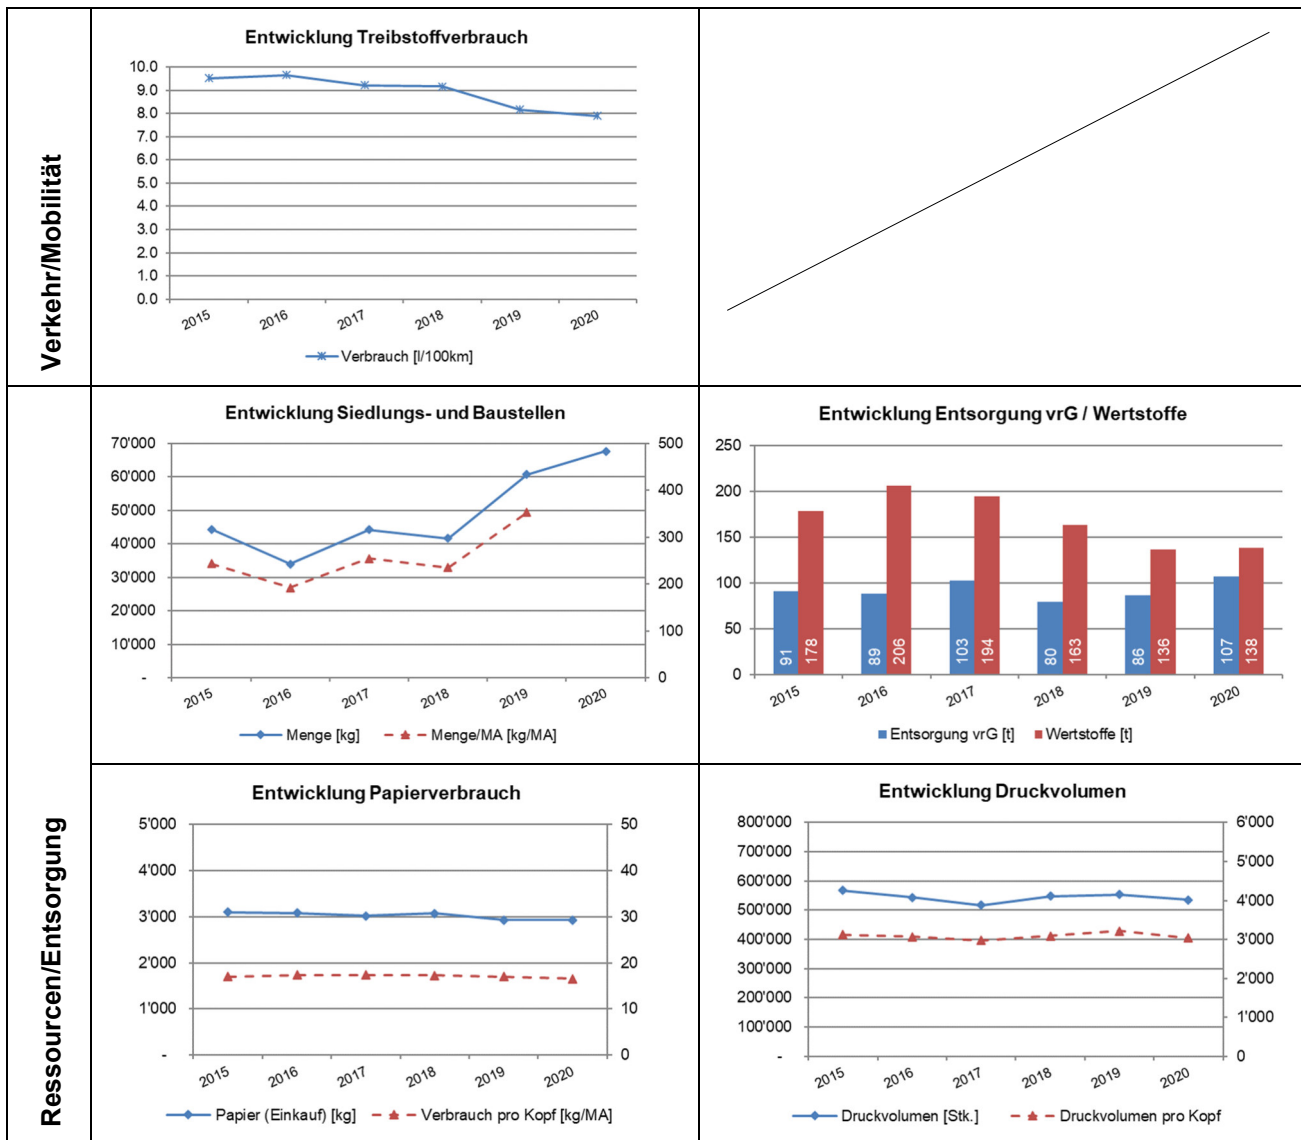 Verkehr/Mobilität
Entwicklung Treibstoffverbrauch
10.0
9.0
8.0
7.0
6.0
5.0
4.0
3.0
2.0
1.0
0.0
2015 2016 2017 2018 2019 2020
Verbrauch [l/100km]
Ressourcen/Entsorgung
Entwicklung Siedlungs- und Baustellen
70'000 500
60'000
50'000 400
40'000 300
30'000
20'000 200
10'000 100
- 0
2015 2016 2017 2018 2019 2020
Menge [kg] Menge/MA [kg/MA]
Entwicklung Entsorgung vrG / Wertstoffe
250
200
150
100
50
0
91 178 89 206 103 194 80 163 86 136 107 138
2015 2016 2017 2018 2019 2020
Entsorgung vrG [t] Wertstoffe [t]
Entwicklung Papierverbrauch
5'000 50
4'000 40
3'000 30
2'000 20
1'000 10
- 0
2015 2016 2017 2018 2019 2020
Papier (Einkauf) [kg] Verbrauch pro Kopf [kg/MA]
Entwicklung Druckvolumen
800'000 6'000
700'000 5'000
600'000
500'000 4'000
400'000 3'000
300'000 2'000
200'000
100'000 1'000
- 0
2015 2016 2017 2018 2019 2020
Druckvolumen [Stk.] Druckvolumen pro Kopf